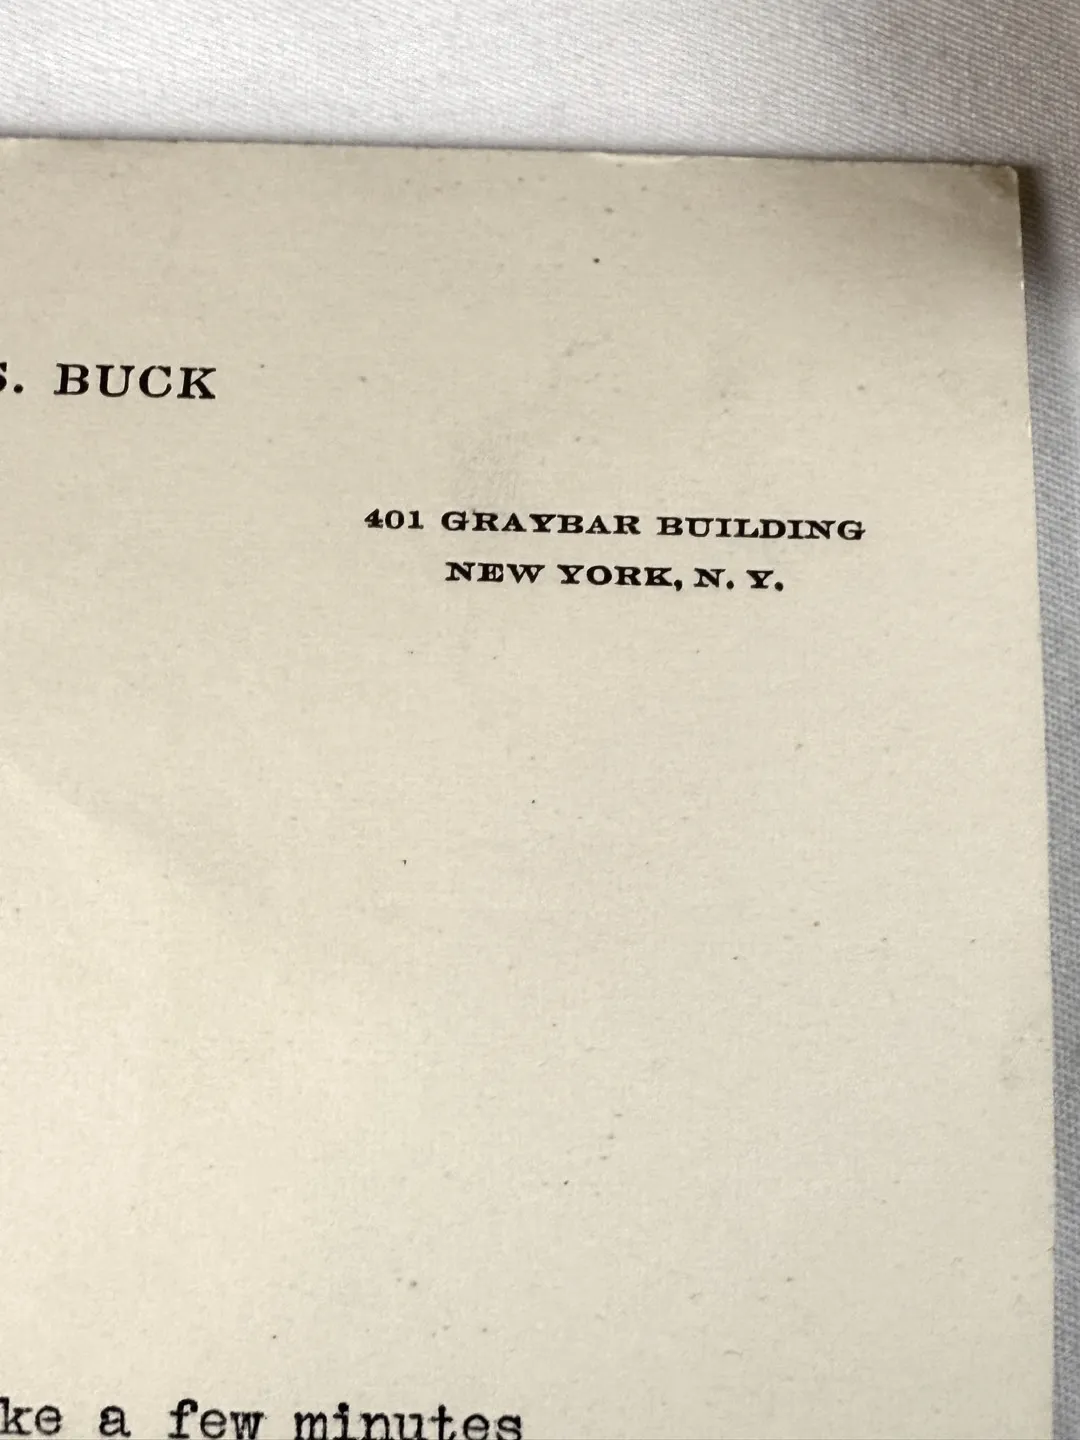 S. BUCK
401 GRAYBAR BUILDING
NEW YORK, N. Y.
ke a few minutes